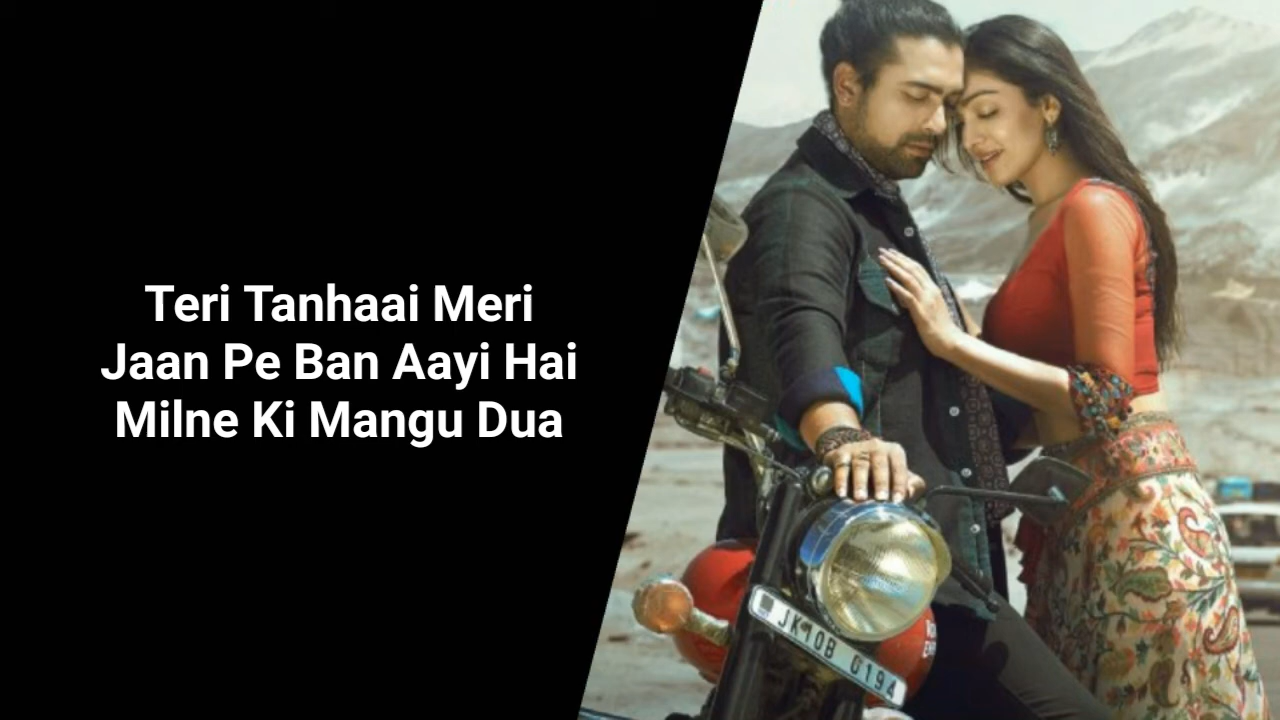 Teri Tanhaai Meri
Jaan Pe Ban Aayi Hai
Milne Ki Mangu Dua
JK10B 0194